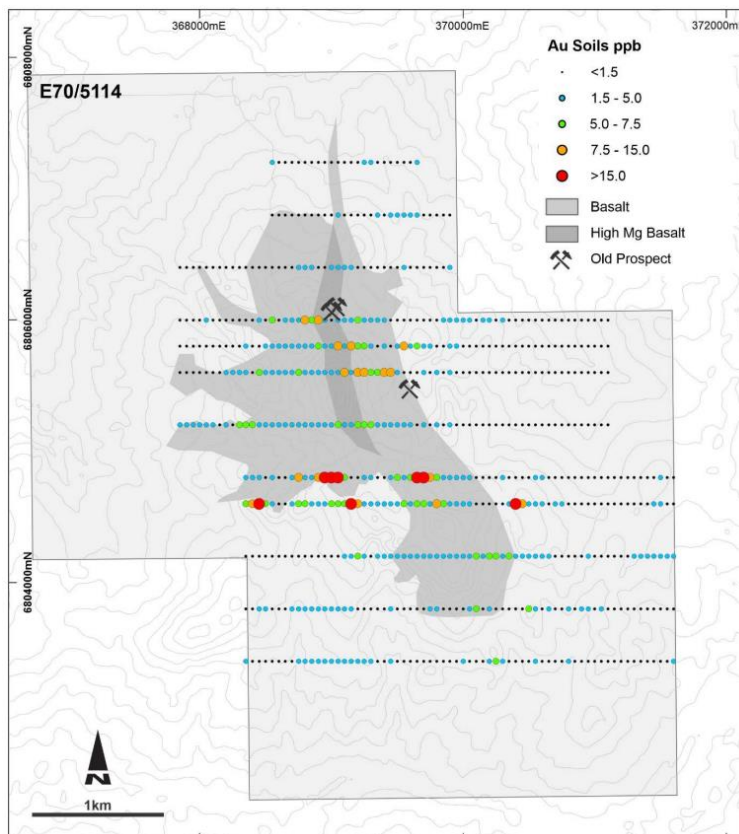 368000mE
370000mE
372000mE
6808000mN
6806000mN
6804000mN
E70/5114
Au Soils ppb
<1.5
1.5 - 5.0
5.0 - 7.5
7.5 - 15.0
>15.0
Basalt
High Mg Basalt
Old Prospect
N
1km